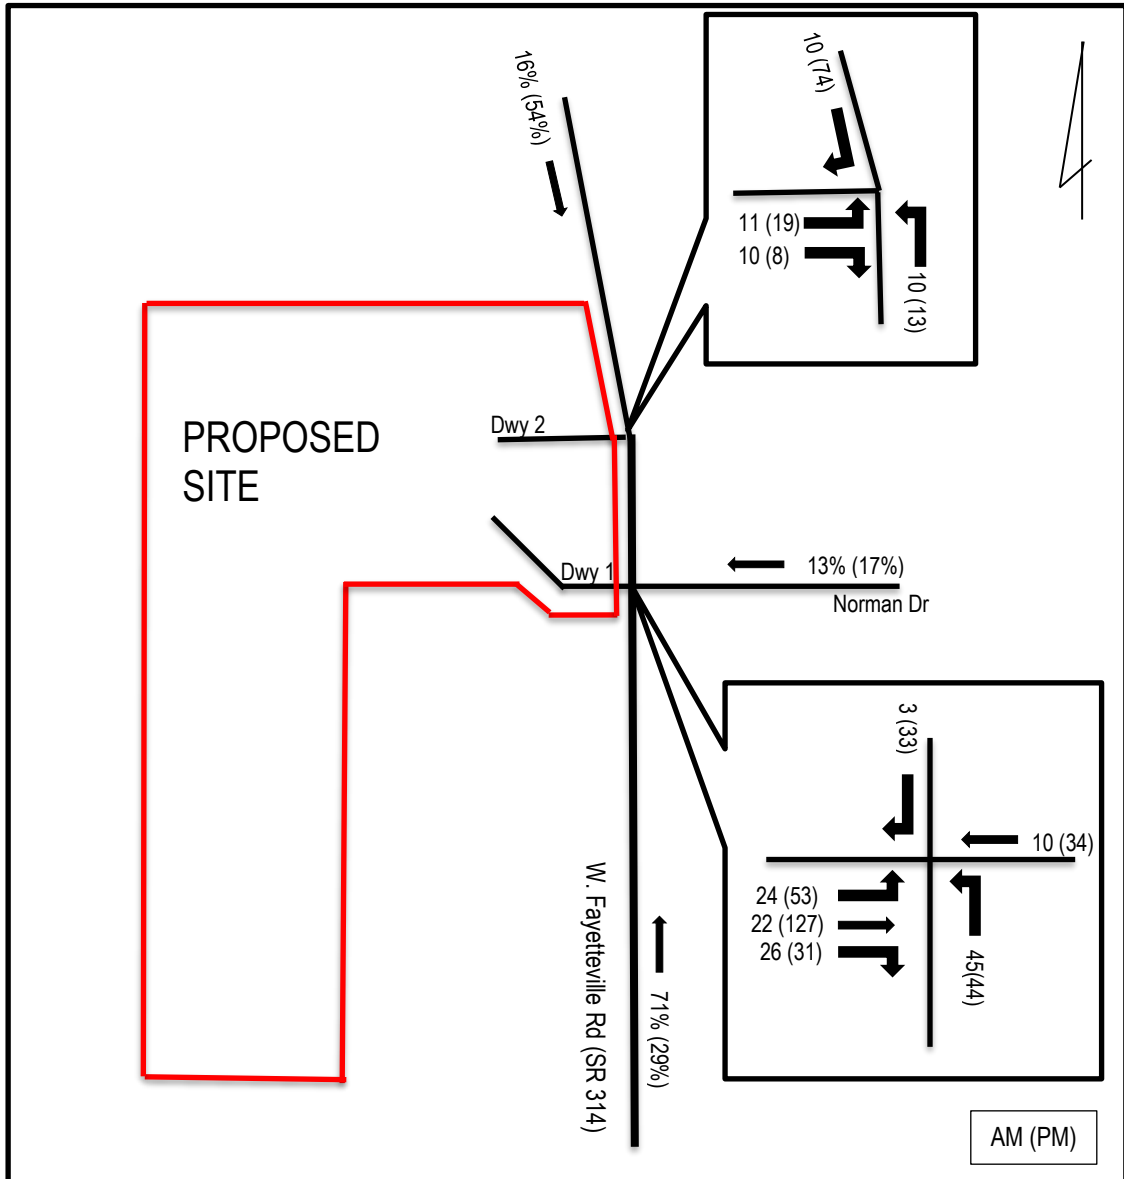 16% (54%)
10 (74)
11 (19)
10 (8)
10 (13)
PROPOSED
SITE
Dwy 2
Dwy 1
13% (17%)
Norman Dr
3 (33)
10 (34)
24 (53)
22 (127)
26 (31)
45(44)
W. Fayetteville Rd (SR 314)
71% (29%)
AM (PM)